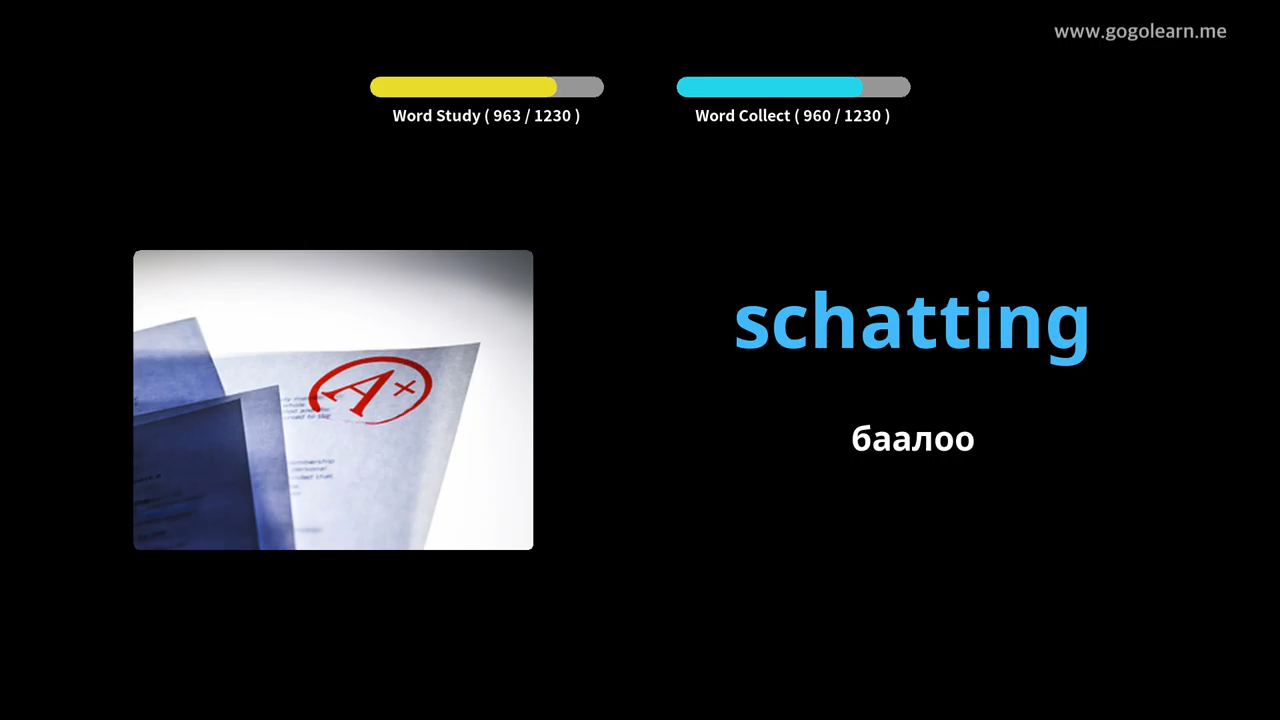 www.gogolearn.me
Word Study ( 963 / 1230 )
Word Collect ( 960 / 1230 )
schatting
баалоо
A+